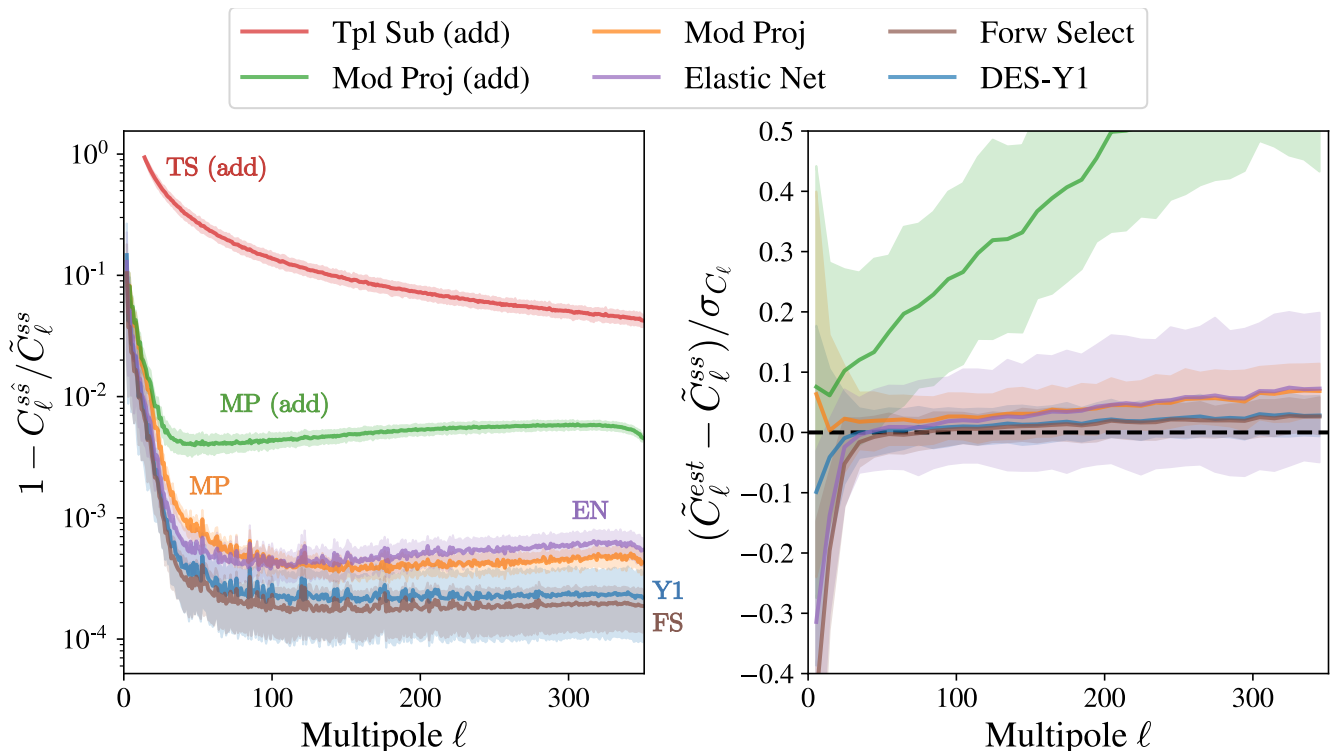 Tpl Sub (add) Mod Proj Forw Select
Mod Proj (add) Elastic Net DES-Y1
10⁰
10⁻¹
10⁻²
10⁻³
10⁻⁴
1 − C_ℓ^{sŝ}/C̃_ℓ^{ss}
TS (add)
MP (add)
MP
EN
Y1
FS
0 100 200 300
Multipole ℓ
0.5
0.4
0.3
0.2
0.1
0.0
−0.1
−0.2
−0.3
−0.4
(C̃_ℓ^{est} − C̃_ℓ^{ss})/σ_{C_ℓ}
0 100 200 300
Multipole ℓ